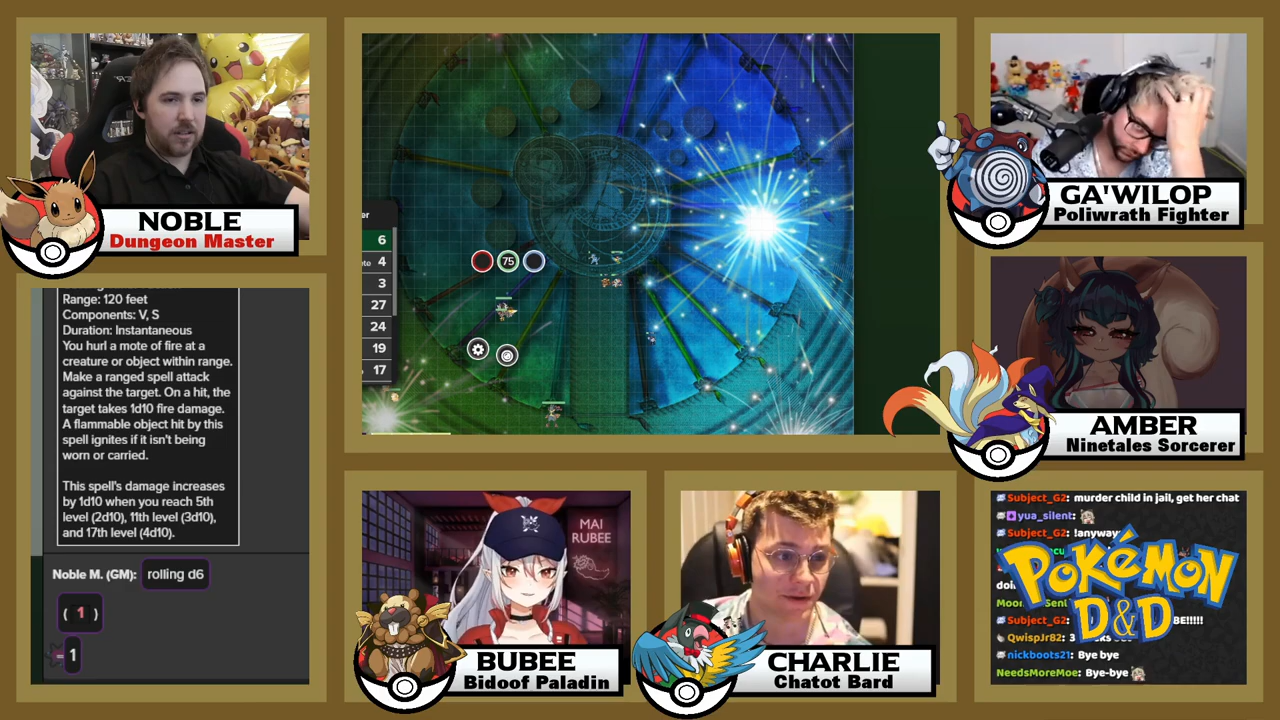 NOBLE
Dungeon Master
Range: 120 feet
Components: V, S
Duration: Instantaneous
You hurl a mote of fire at a
creature or object within range.
Make a ranged spell attack
against the target. On a hit, the
target takes 1d10 fire damage.
A flammable object hit by this
spell ignites if it isn't being
worn or carried.
This spell's damage increases
by 1d10 when you reach 5th
level (2d10), 11th level (3d10),
and 17th level (4d10).
Noble M. (GM): rolling d6
( 1 )
=1
er
6
4
3
27
24
19
17
75
GA'WILOP
Poliwrath Fighter
AMBER
Ninetales Sorcerer
MAI
RUBEE
BUBEE
Bidoof Paladin
CHARLIE
Chatot Bard
Subject_G2: murder child in jail, get her chat
yua_silent:
Subject_G2: !anyway
POKéMON
D&D
Subject_G2: BE!!!!!
QwispJr82: 3
nickboots21: Bye bye
NeedsMoreMoe: Bye-bye